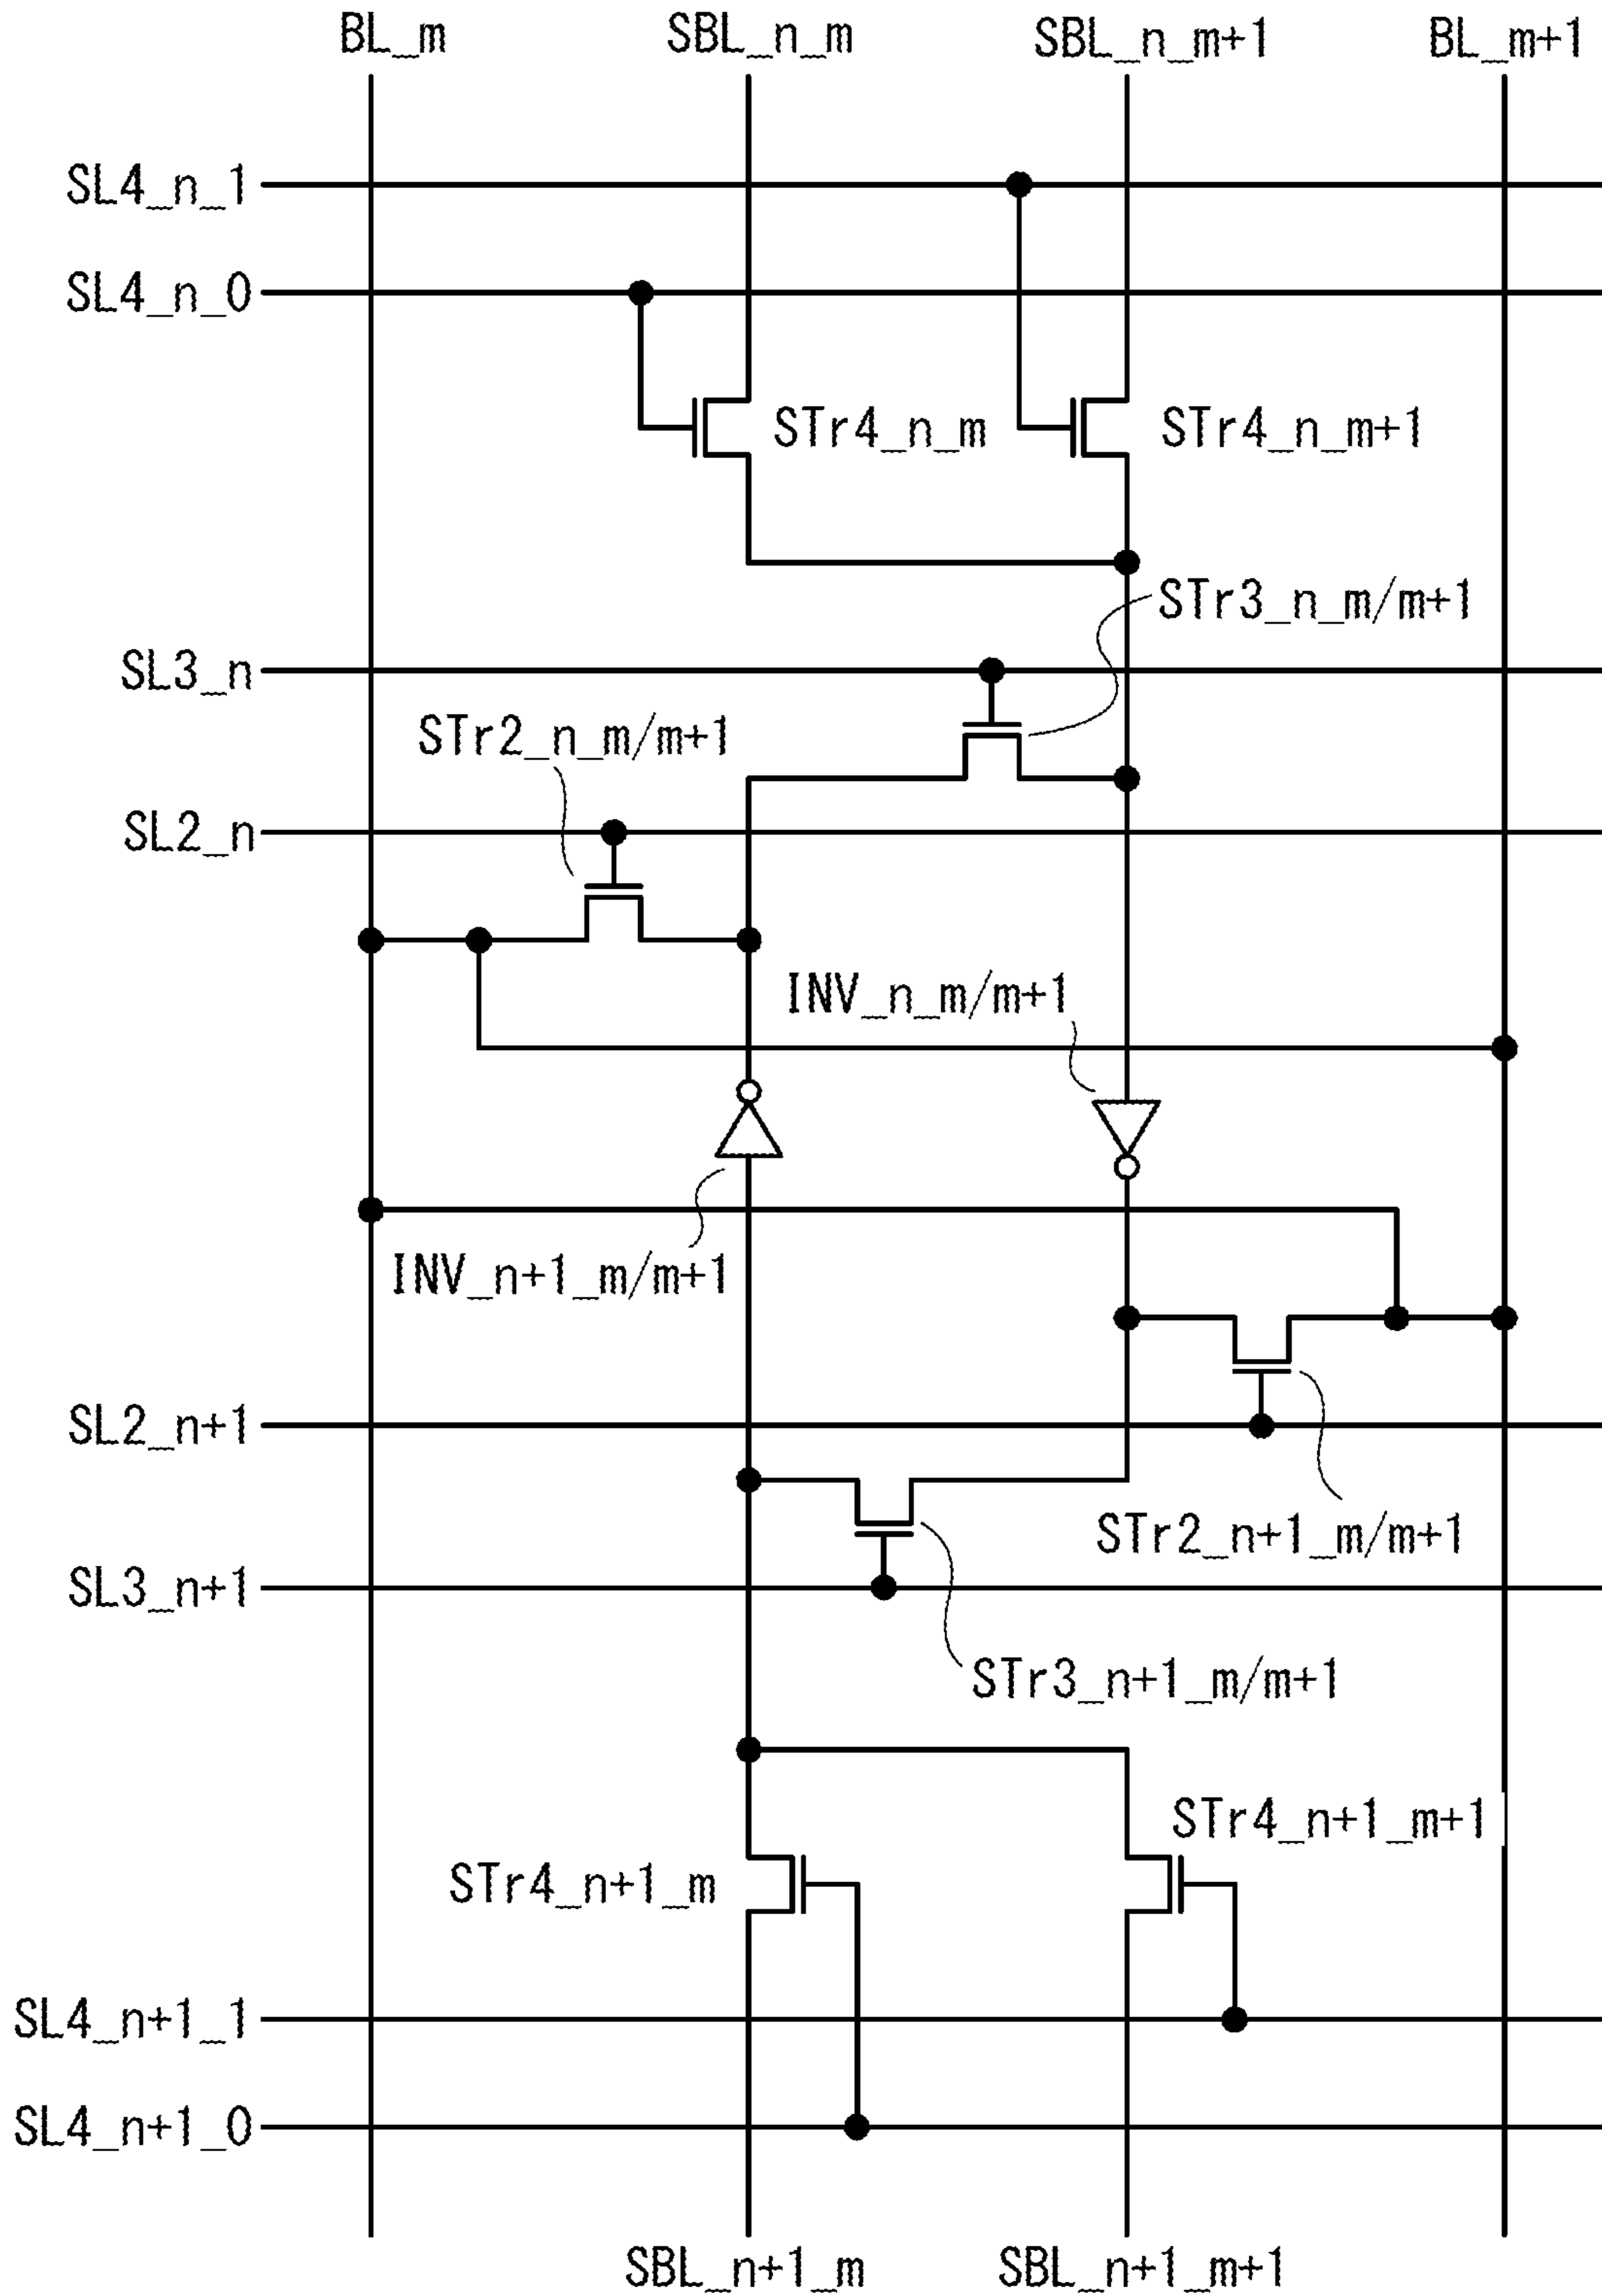 BL_m SBL_n_m SBL_n_m+1 BL_m+1
SL4_n_1
SL4_n_0
STr4_n_m STr4_n_m+1
STr3_n_m/m+1
SL3_n
STr2_n_m/m+1
SL2_n
INV_n_m/m+1
INV_n+1_m/m+1
SL2_n+1
STr2_n+1_m/m+1
SL3_n+1
STr3_n+1_m/m+1
STr4_n+1_m+1
STr4_n+1_m
SL4_n+1_1
SL4_n+1_0
SBL_n+1_m SBL_n+1_m+1